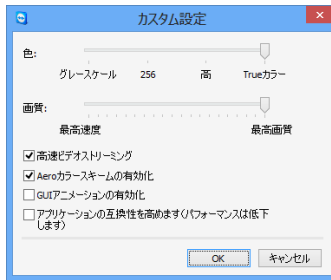 カスタム設定
色:
グレースケール 256 高 Trueカラー
画質:
最高速度 最高画質
高速ビデオストリーミング
Aeroカラースキームの有効化
GUIアニメーションの有効化
アプリケーションの互換性を高めます(パフォーマンスは低下
します)
OK キャンセル